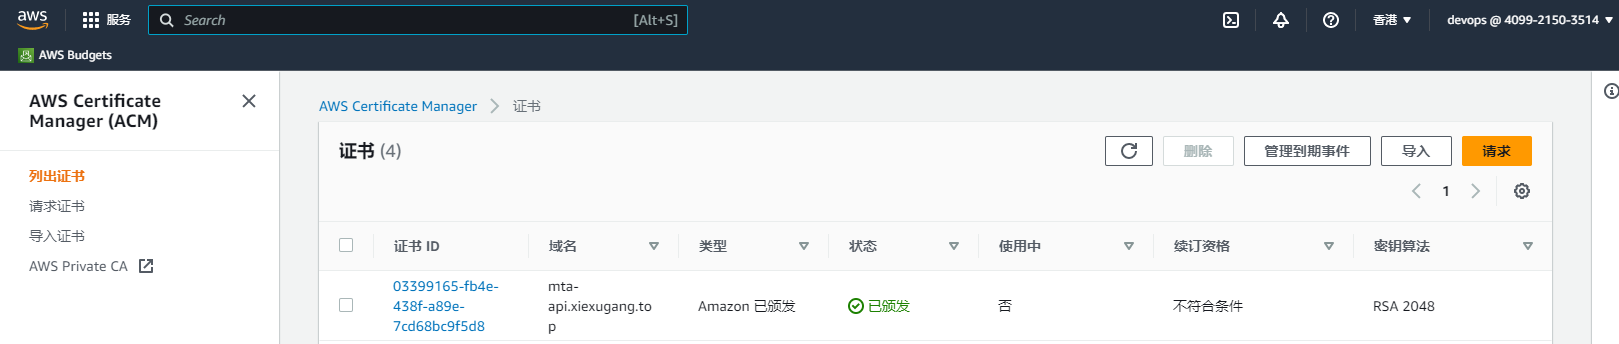 aws
服务
Search [Alt+S]
香港 ▼
devops @ 4099-2150-3514 ▼
AWS Budgets
AWS Certificate
Manager (ACM)
列出证书
请求证书
导入证书
AWS Private CA
AWS Certificate Manager > 证书
证书 (4)
删除
管理到期事件
导入
请求
1
证书 ID 域名 类型 状态 使用中 续订资格 密钥算法
03399165-fb4e-
438f-a89e-
7cd68bc9f5d8
mta-
api.xiexugang.to
p
Amazon 已颁发
已颁发
否
不符合条件
RSA 2048